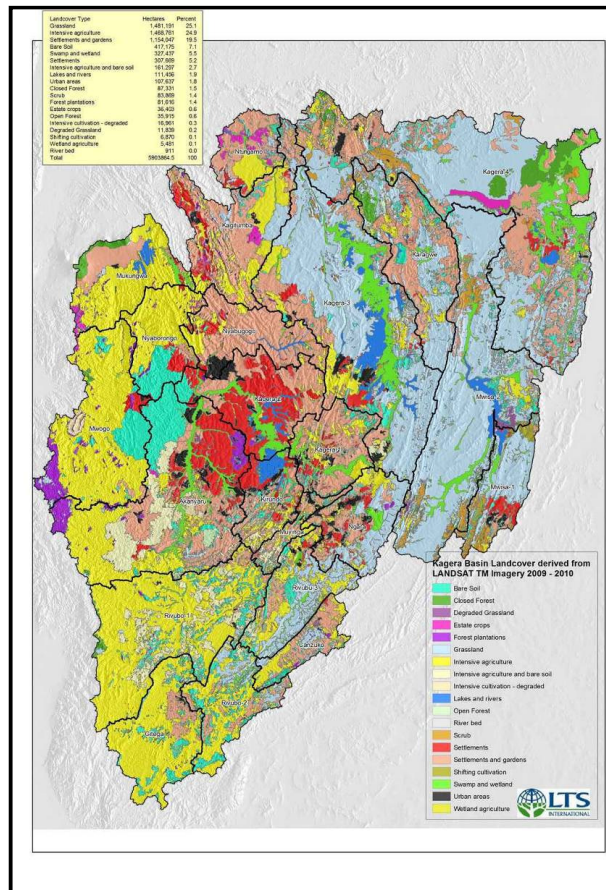 Landcover Type Hectares Percent
Grassland 1,481,191 25.1
Intensive agriculture 1,468,761 24.9
Settlements and gardens 1,154,047 19.5
Bare Soil 417,175 7.1
Swamp and wetland 327,437 5.5
Settlements 307,669 5.2
Intensive agriculture and bare soil 161,297 2.7
Lakes and rivers 111,456 1.9
Urban areas 107,637 1.8
Closed Forest 87,331 1.5
Scrub 83,869 1.4
Forest plantations 81,616 1.4
Estate crops 36,403 0.6
Open Forest 35,915 0.6
Intensive cultivation - degraded 16,961 0.3
Degraded Grassland 11,839 0.2
Shifting cultivation 6,870 0.1
Wetland agriculture 5,481 0.1
River bed 911 0.0
Total 5903864.5 100
Ntungamo
Kagera-4
Kagitumba
Karagwe
Mukungwa
Kagera-3
Nyabugogo
Nyaborongo
Kagera-2
Mwisa
Mwogo
Kirundo
Mwisa-1
Akanyaru
Muyinga
Ruvubo-3
Ruvubo-1
Canzuko
Ruvubo-2
Gitega
Kagera Basin Landcover derived from
LANDSAT TM Imagery 2009 - 2010
Bare Soil
Closed Forest
Degraded Grassland
Estate crops
Forest plantations
Grassland
Intensive agriculture
Intensive agriculture and bare soil
Intensive cultivation - degraded
Lakes and rivers
Open Forest
River bed
Scrub
Settlements
Settlements and gardens
Shifting cultivation
Swamp and wetland
Urban areas
Wetland agriculture
LTS
INTERNATIONAL